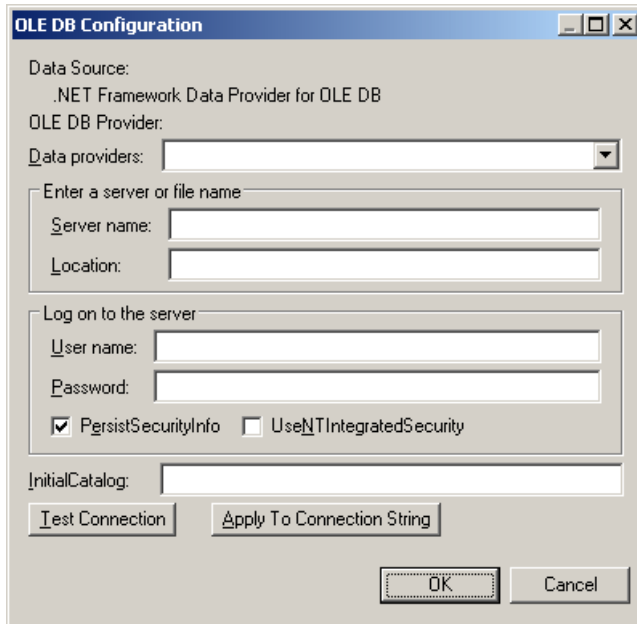 OLE DB Configuration
Data Source:
.NET Framework Data Provider for OLE DB
OLE DB Provider:
Data providers:
Enter a server or file name
Server name:
Location:
Log on to the server
User name:
Password:
PersistSecurityInfo UseNTIntegratedSecurity
InitialCatalog:
Test Connection Apply To Connection String
OK Cancel